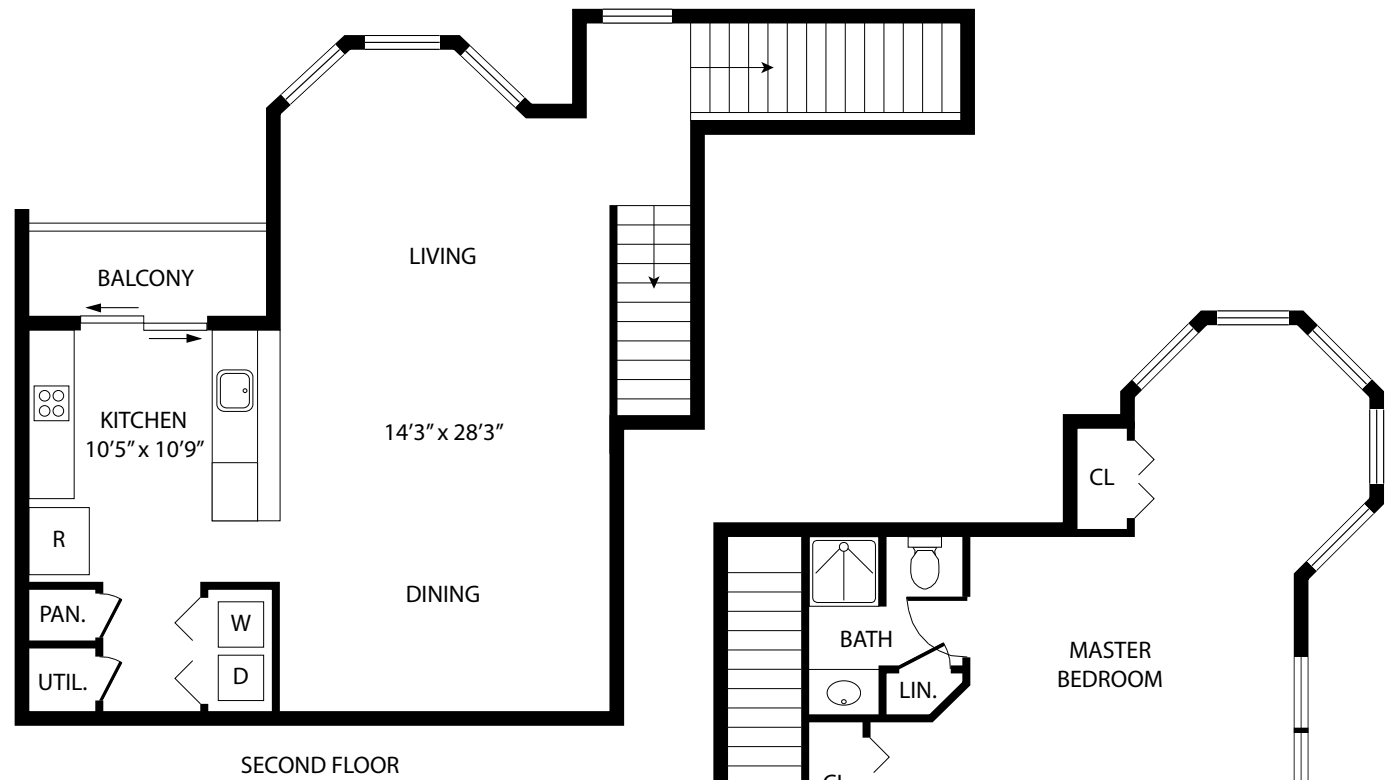 LIVING
BALCONY
KITCHEN
10’5” x 10’9”
14’3” x 28’3”
R
DINING
PAN.
W
UTIL.
D
SECOND FLOOR
CL
BATH
LIN.
MASTER
BEDROOM
CL